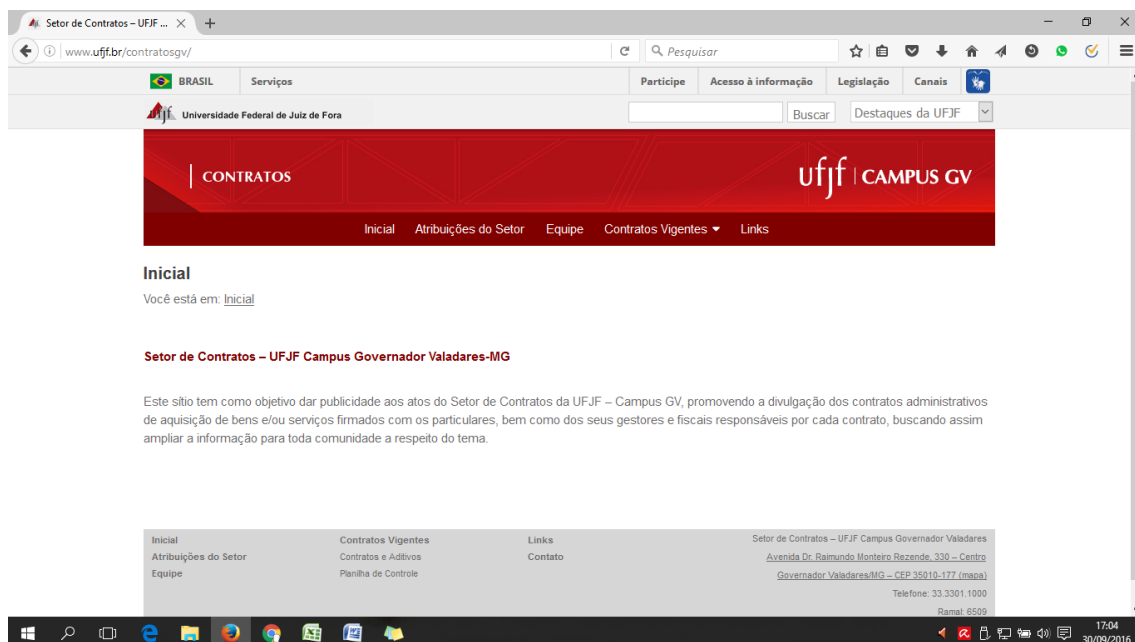 Setor de Contratos – UFJF ...
www.ufjf.br/contratosgv/
Pesquisar
BRASIL Serviços Participe Acesso à informação Legislação Canais
ufjf Universidade Federal de Juiz de Fora Buscar Destaques da UFJF
CONTRATOS ufjf CAMPUS GV
Inicial Atribuições do Setor Equipe Contratos Vigentes Links
Inicial
Você está em: Inicial
Setor de Contratos – UFJF Campus Governador Valadares-MG
Este sítio tem como objetivo dar publicidade aos atos do Setor de Contratos da UFJF – Campus GV, promovendo a divulgação dos contratos administrativos
de aquisição de bens e/ou serviços firmados com os particulares, bem como dos seus gestores e fiscais responsáveis por cada contrato, buscando assim
ampliar a informação para toda comunidade a respeito do tema.
Inicial Contratos Vigentes Links Setor de Contratos – UFJF Campus Governador Valadares
Atribuições do Setor Contratos e Aditivos Contato Avenida Dr. Raimundo Monteiro Rezende, 330 – Centro
Equipe Planilha de Controle Governador Valadares/MG – CEP 35010-177 (mapa)
Telefone: 33.3301.1000
Ramal: 6509
17:04
30/09/2016